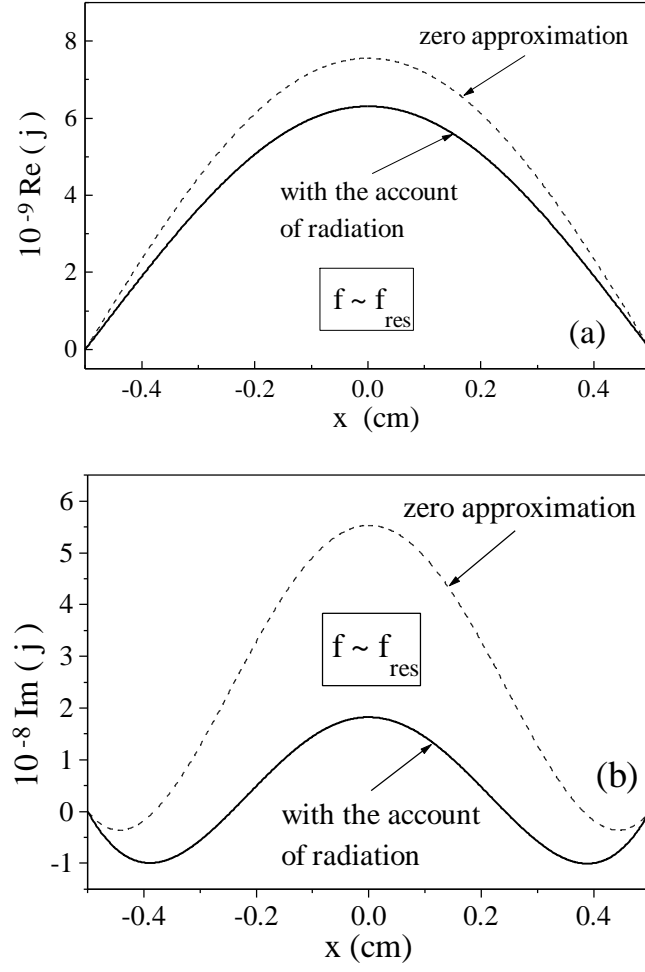 8
6
4
2
0
10 -9 Re ( j )
zero approximation
with the account
of radiation
f ~ f res
(a)
-0.4 -0.2 0.0 0.2 0.4
x (cm)
6
5
4
3
2
1
0
-1
10 -8 Im ( j )
zero approximation
f ~ f res
(b)
with the account
of radiation
-0.4 -0.2 0.0 0.2 0.4
x (cm)